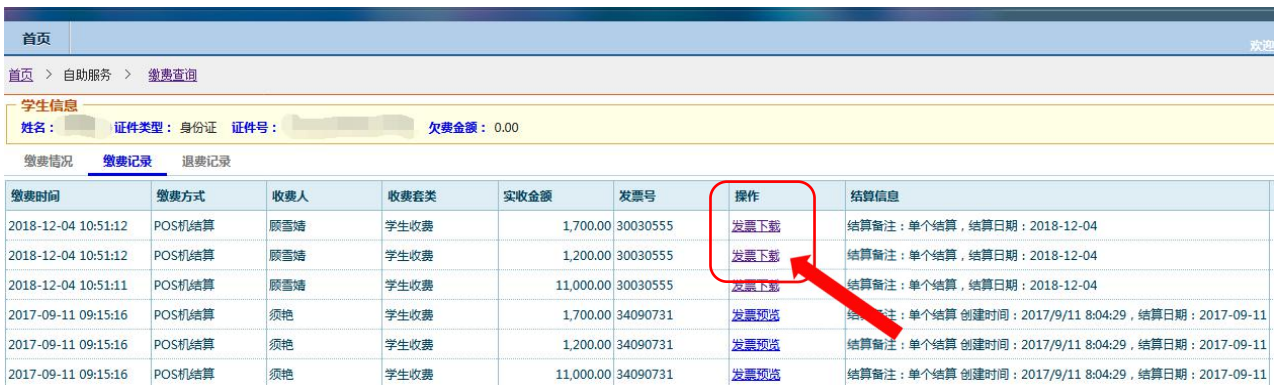 首页
欢迎
首页 > 自助服务 > 缴费查询
学生信息
姓名： 证件类型： 身份证 证件号： 欠费金额： 0.00
缴费情况 缴费记录 退费记录
缴费时间 缴费方式 收费人 收费套类 实收金额 发票号 操作 结算信息
2018-12-04 10:51:12 POS机结算 顾雪婧 学生收费 1,700.00 30030555 发票下载 结算备注：单个结算，结算日期：2018-12-04
2018-12-04 10:51:12 POS机结算 顾雪婧 学生收费 1,200.00 30030555 发票下载 结算备注：单个结算，结算日期：2018-12-04
2018-12-04 10:51:11 POS机结算 顾雪婧 学生收费 11,000.00 30030555 发票下载 结算备注：单个结算，结算日期：2018-12-04
2017-09-11 09:15:16 POS机结算 须艳 学生收费 1,700.00 34090731 发票预览 结算备注：单个结算 创建时间：2017/9/11 8:04:29，结算日期：2017-09-11
2017-09-11 09:15:16 POS机结算 须艳 学生收费 1,200.00 34090731 发票预览 结算备注：单个结算 创建时间：2017/9/11 8:04:29，结算日期：2017-09-11
2017-09-11 09:15:16 POS机结算 须艳 学生收费 11,000.00 34090731 发票预览 结算备注：单个结算 创建时间：2017/9/11 8:04:29，结算日期：2017-09-11